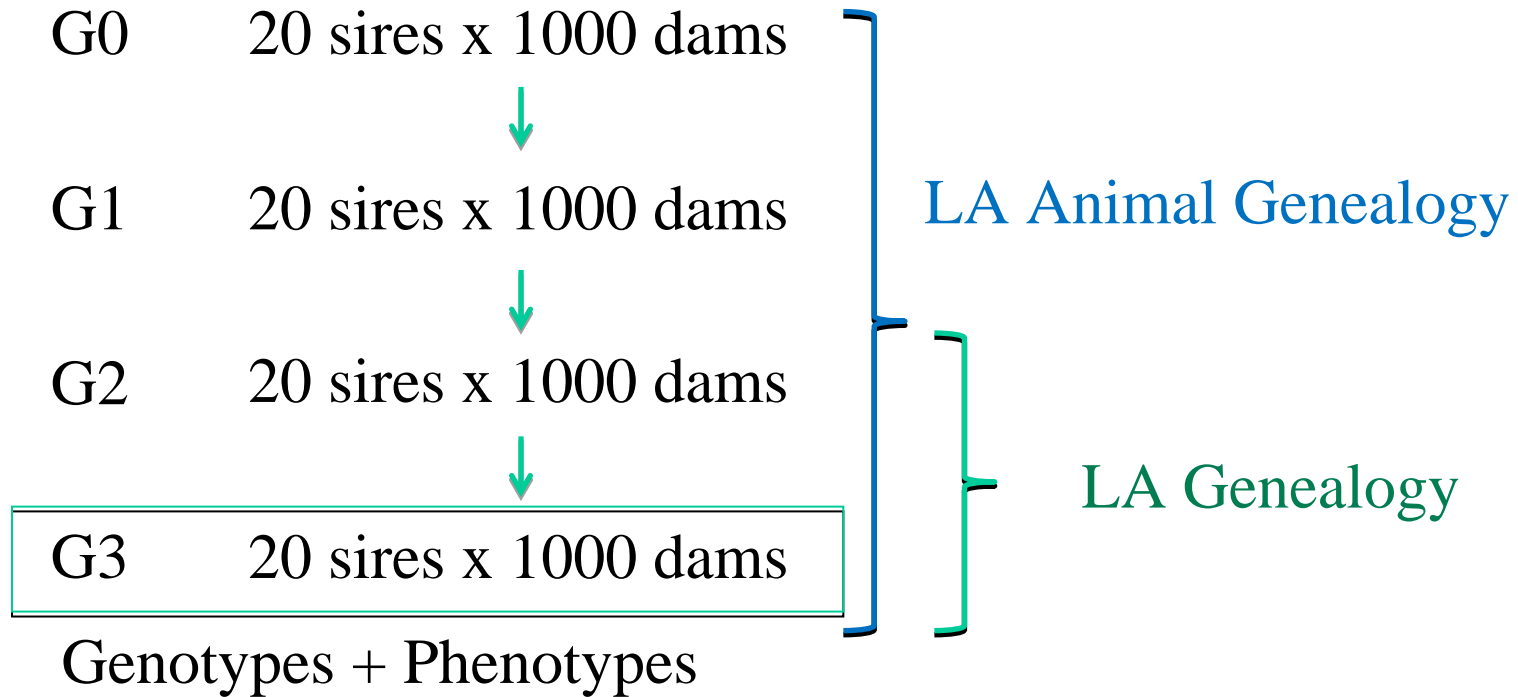 G0 20 sires x 1000 dams
G1 20 sires x 1000 dams
LA Animal Genealogy
G2 20 sires x 1000 dams
LA Genealogy
G3 20 sires x 1000 dams
Genotypes + Phenotypes